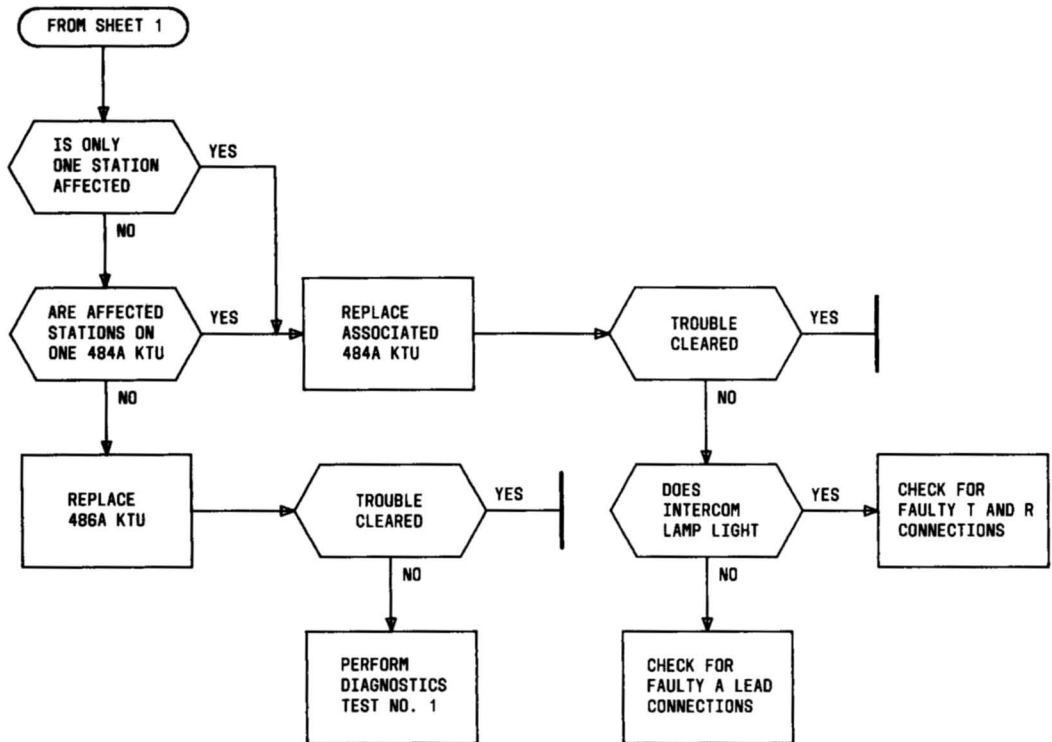 FROM SHEET 1
IS ONLY
ONE STATION
AFFECTED
YES
NO
ARE AFFECTED
STATIONS ON
ONE 484A KTU
YES
NO
REPLACE
ASSOCIATED
484A KTU
TROUBLE
CLEARED
YES
NO
REPLACE
486A KTU
TROUBLE
CLEARED
YES
NO
DOES
INTERCOM
LAMP LIGHT
YES
NO
CHECK FOR
FAULTY T AND R
CONNECTIONS
PERFORM
DIAGNOSTICS
TEST NO. 1
CHECK FOR
FAULTY A LEAD
CONNECTIONS